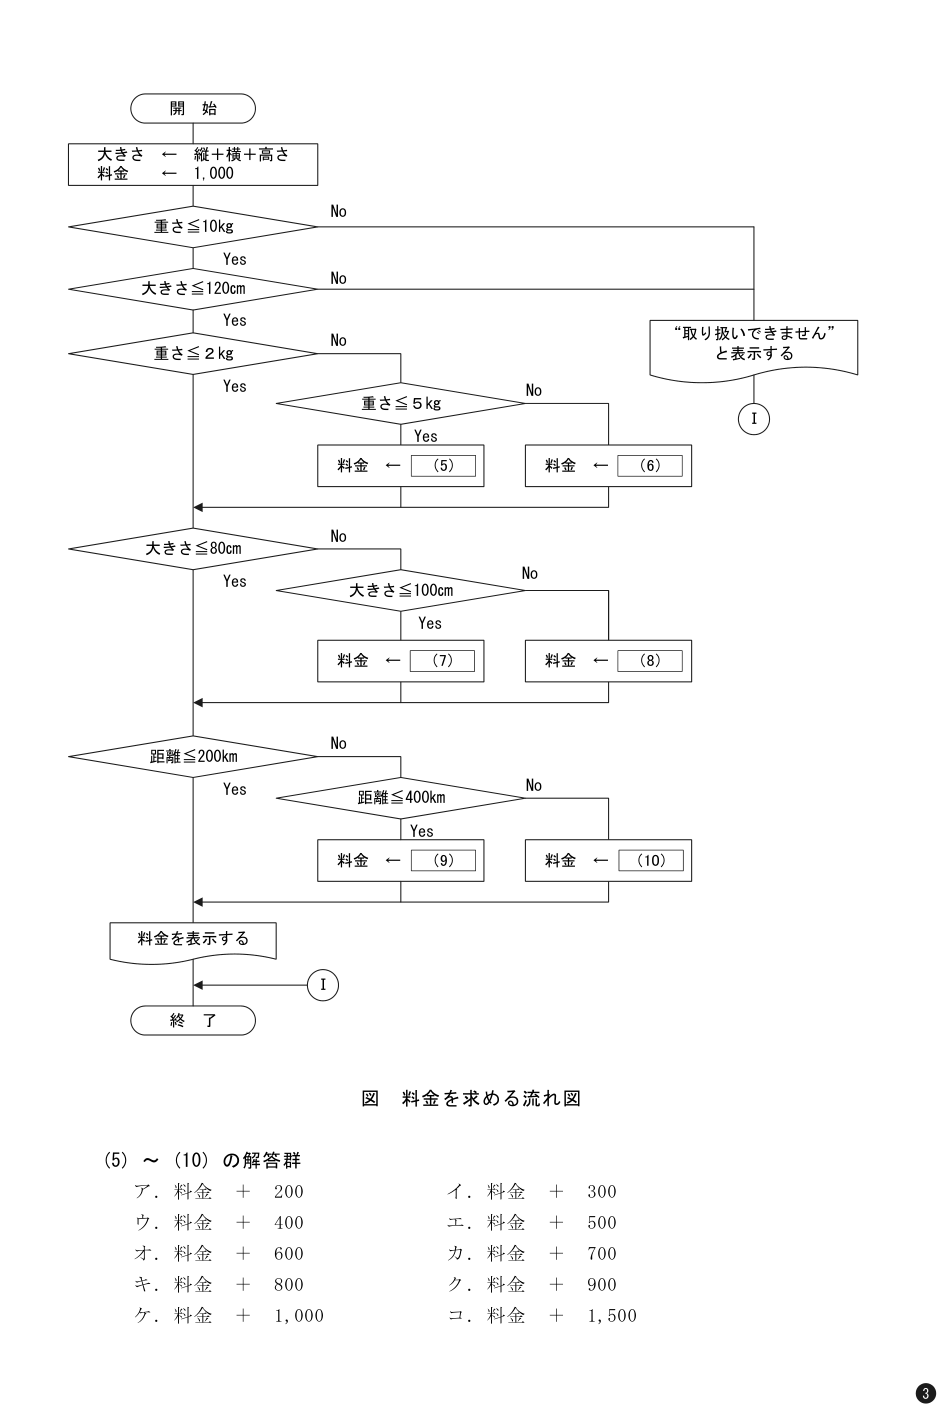 開　始
大きさ　←　縦＋横＋高さ
料金　　←　1,000
重さ≦10kg
No
Yes
大きさ≦120cm
No
Yes
“取り扱いできません”
と表示する
I
重さ≦２kg
No
Yes
重さ≦５kg
No
Yes
料金　←　(5)
料金　←　(6)
大きさ≦80cm
No
Yes
大きさ≦100cm
No
Yes
料金　←　(7)
料金　←　(8)
距離≦200km
No
Yes
距離≦400km
No
Yes
料金　←　(9)
料金　←　(10)
料金を表示する
I
終　了
図　料金を求める流れ図
(5) ～ (10) の解答群
ア．料金　＋　200　イ．料金　＋　300
ウ．料金　＋　400　エ．料金　＋　500
オ．料金　＋　600　カ．料金　＋　700
キ．料金　＋　800　ク．料金　＋　900
ケ．料金　＋　1,000　コ．料金　＋　1,500
3